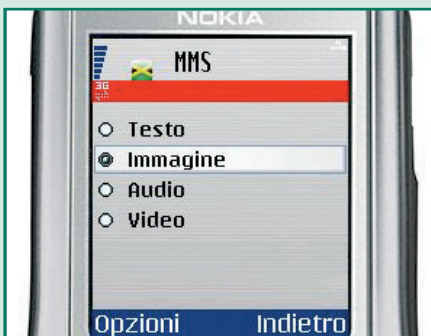 NOKIA
MMS
3G
Testo
Immagine
Audio
Video
Opzioni Indietro